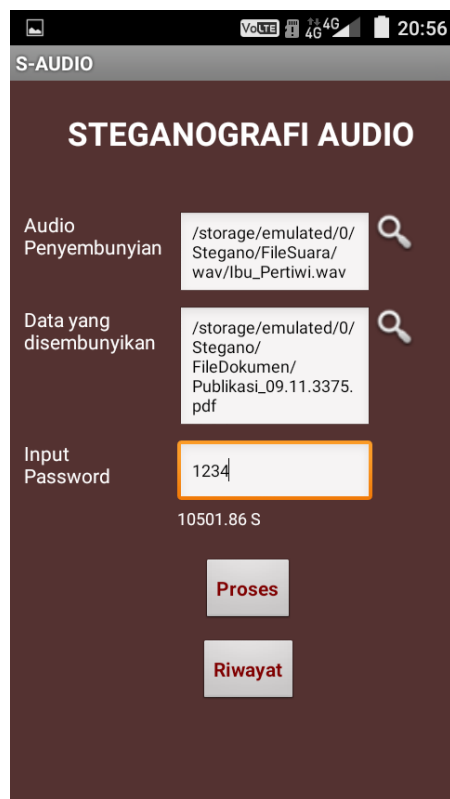 VoLTE 4G 4G 20:56
S-AUDIO
STEGANOGRAFI AUDIO
Audio
Penyembunyian
/storage/emulated/0/
Stegano/FileSuara/
wav/Ibu_Pertiwi.wav
Data yang
disembunyikan
/storage/emulated/0/
Stegano/
FileDokumen/
Publikasi_09.11.3375.
pdf
Input
Password
1234
10501.86 S
Proses
Riwayat